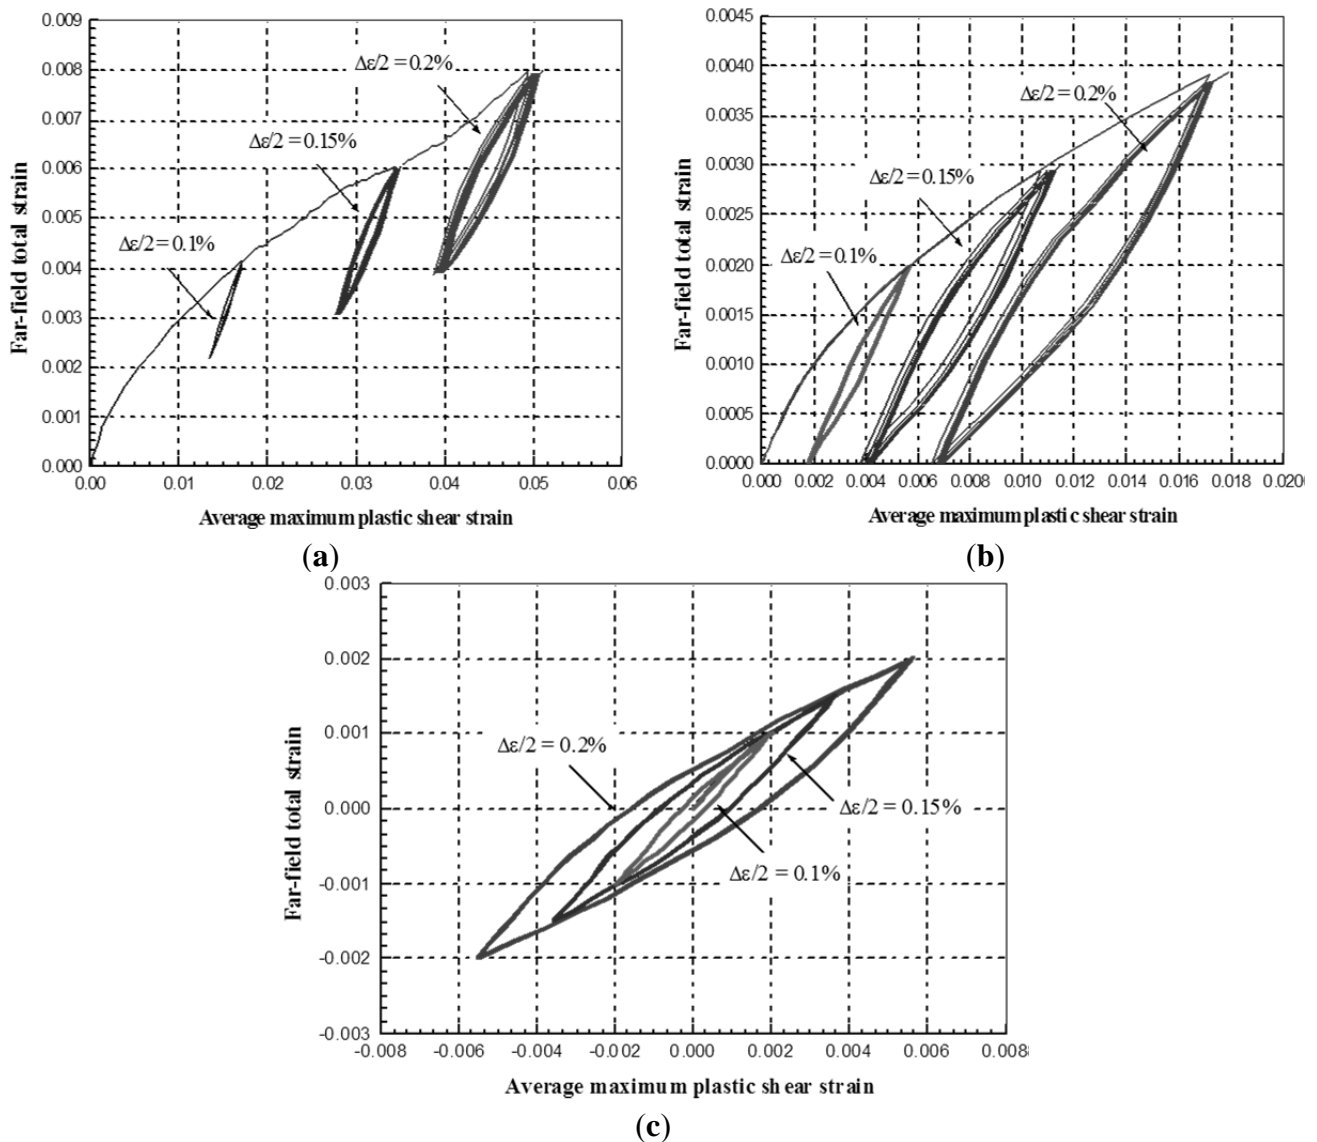 0.009
0.008
0.007
0.006
0.005
0.004
0.003
0.002
0.001
0.000
Far-field total strain
Δε/2 = 0.2%
Δε/2 = 0.15%
Δε/2 = 0.1%
0.00 0.01 0.02 0.03 0.04 0.05 0.06
Average maximum plastic shear strain
(a)
0.0045
0.0040
0.0035
0.0030
0.0025
0.0020
0.0015
0.0010
0.0005
0.0000
Far-field total strain
Δε/2 = 0.2%
Δε/2 = 0.15%
Δε/2 = 0.1%
0.000 0.002 0.004 0.006 0.008 0.010 0.012 0.014 0.016 0.018 0.020
Average maximum plastic shear strain
(b)
0.003
0.002
0.001
0.000
-0.001
-0.002
-0.003
Far-field total strain
Δε/2 = 0.2%
Δε/2 = 0.15%
Δε/2 = 0.1%
-0.008 -0.006 -0.004 -0.002 0.000 0.002 0.004 0.006 0.008
Average maximum plastic shear strain
(c)